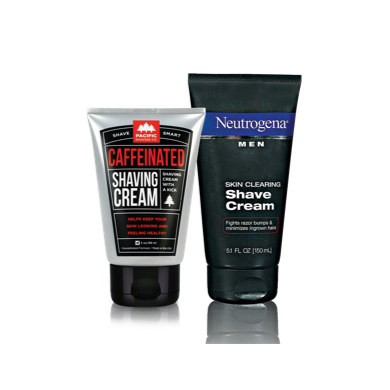 PACIFIC
SHAVE SMART
CAFFEINATED
SHAVING
CREAM
SHAVING
CREAM
WITH
A KICK
HELPS KEEP YOUR
SKIN LOOKING AND
FEELING HEALTHY
Neutrogena®
MEN
SKIN CLEARING
Shave
Cream
Fights razor bumps &
minimizes ingrown hairs
5.1 FL OZ (150 mL)